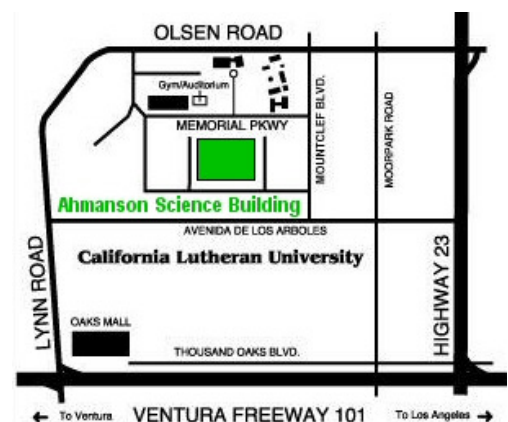 OLSEN ROAD
Gym/Auditorium
MEMORIAL PKWY
MOUNTCLEF BLVD.
MOORPARK ROAD
Ahmanson Science Building
AVENIDA DE LOS ARBOLES
California Lutheran University
LYNN ROAD
HIGHWAY 23
OAKS MALL
THOUSAND OAKS BLVD.
← To Ventura
VENTURA FREEWAY 101
To Los Angeles →